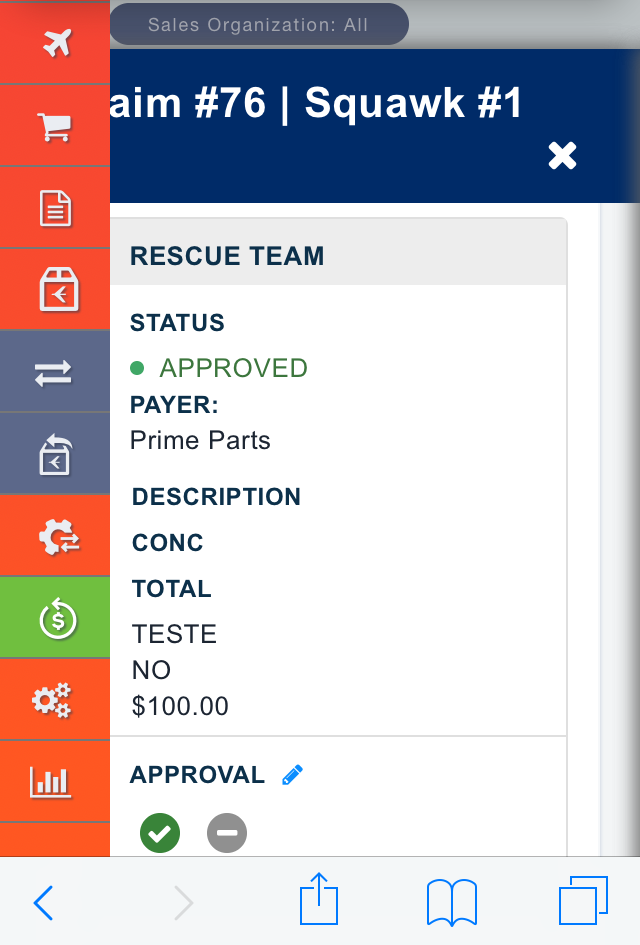 Sales Organization: All
aim #76 | Squawk #1
RESCUE TEAM
STATUS
APPROVED
PAYER:
Prime Parts
DESCRIPTION
CONC
TOTAL
TESTE
NO
$100.00
APPROVAL